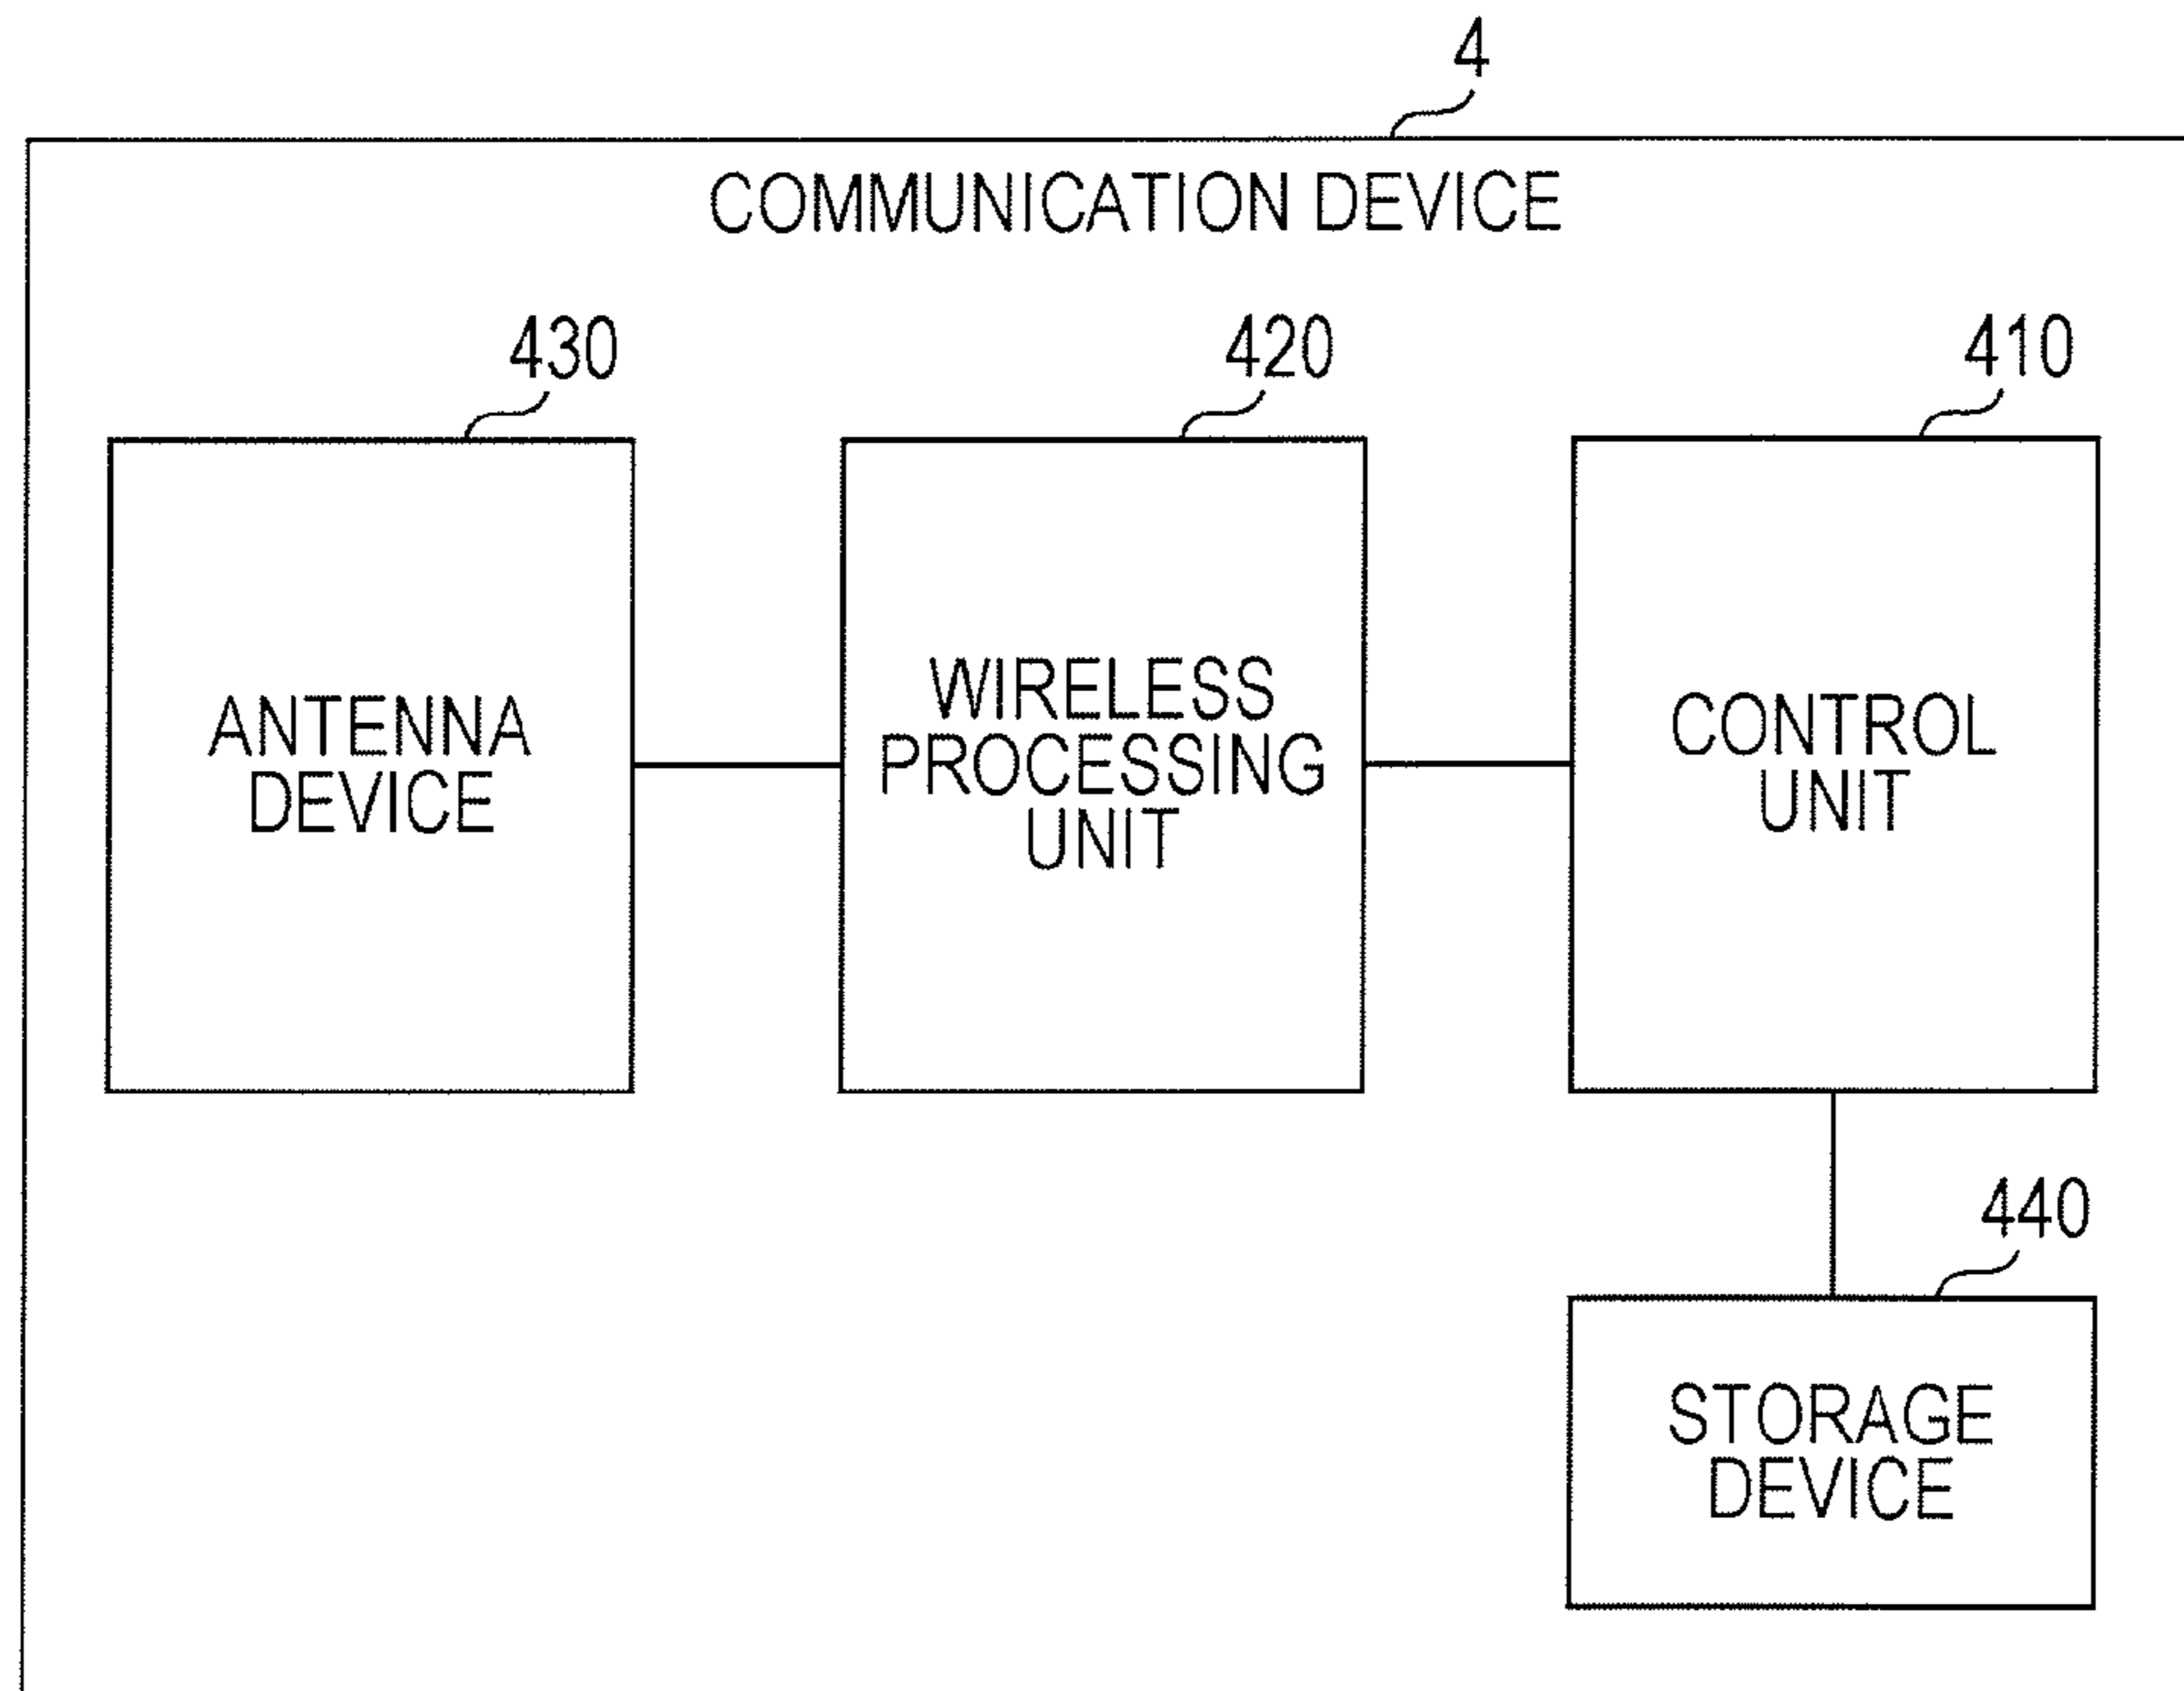 4
COMMUNICATION DEVICE
430
420
410
ANTENNA
DEVICE
WIRELESS
PROCESSING
UNIT
CONTROL
UNIT
440
STORAGE
DEVICE